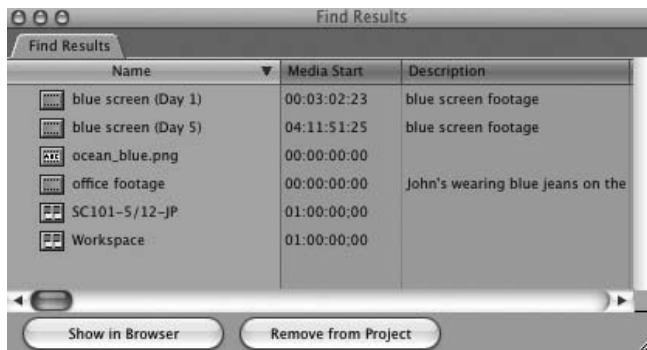 Find Results
Find Results
Name Media Start Description
blue screen (Day 1) 00:03:02:23 blue screen footage
blue screen (Day 5) 04:11:51:25 blue screen footage
ABC ocean_blue.png 00:00:00:00
office footage 00:00:00:00 John's wearing blue jeans on the
SC101-5/12-JP 01:00:00;00
Workspace 01:00:00;00
Show in Browser Remove from Project